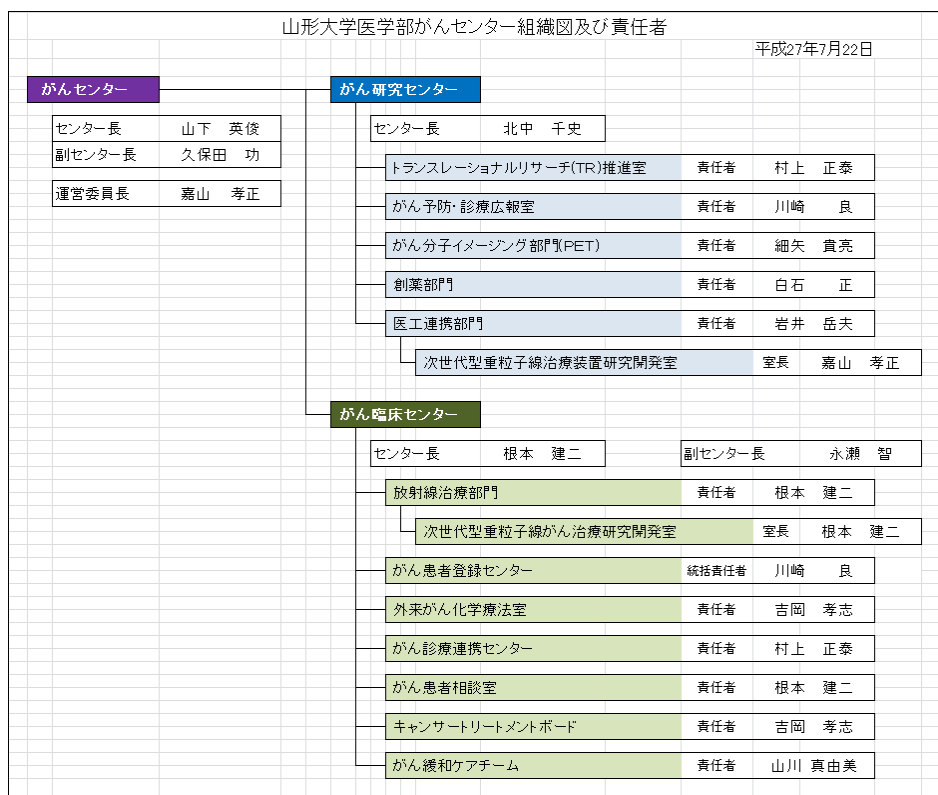 山形大学医学部がんセンター組織図及び責任者
平成27年7月22日
がんセンター
がん研究センター
センター長 山下 英俊
センター長 北中 千史
副センター長 久保田 功
運営委員長 嘉山 孝正
トランスレーショナルリサーチ(TR)推進室 責任者 村上 正泰
がん予防・診療広報室 責任者 川崎 良
がん分子イメージング部門(PET) 責任者 細矢 貴亮
創薬部門 責任者 白石 正
医工連携部門 責任者 岩井 岳夫
次世代型重粒子線治療装置研究開発室 室長 嘉山 孝正
がん臨床センター
センター長 根本 建二 副センター長 永瀬 智
放射線治療部門 責任者 根本 建二
次世代型重粒子線がん治療研究開発室 室長 根本 建二
がん患者登録センター 統括責任者 川崎 良
外来がん化学療法室 責任者 吉岡 孝志
がん診療連携センター 責任者 村上 正泰
がん患者相談室 責任者 根本 建二
キャンサートリートメントボード 責任者 吉岡 孝志
がん緩和ケアチーム 責任者 山川 真由美